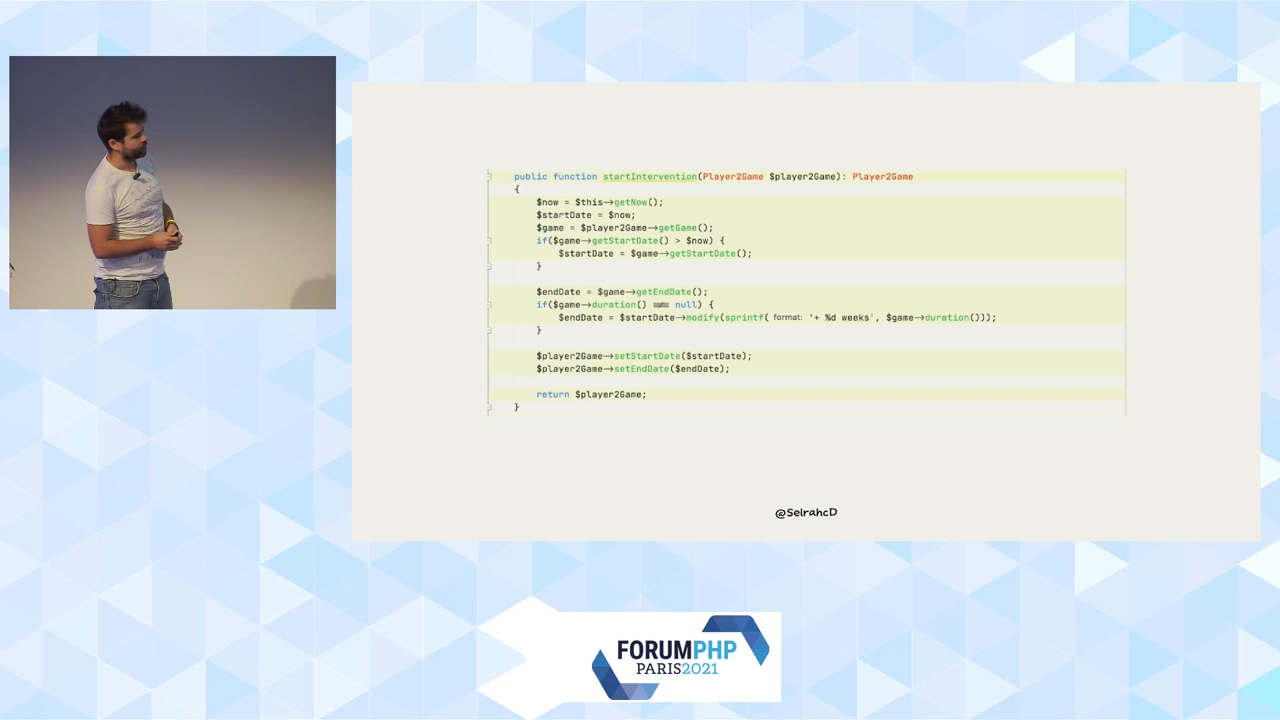 public function startIntervention(Player2Game $player2Game): Player2Game
{
$now = $this→getNow();
$startDate = $now;
$game = $player2Game→getGame();
if($game→getStartDate() > $now) {
$startDate = $game→getStartDate();
}
$endDate = $game→getEndDate();
if($game→duration() !== null) {
$endDate = $startDate→modify(sprintf( format: '+ %d weeks', $game→duration()));
}
$player2Game→setStartDate($startDate);
$player2Game→setEndDate($endDate);
return $player2Game;
}
@SelrahcD
FORUMPHP
PARIS2021